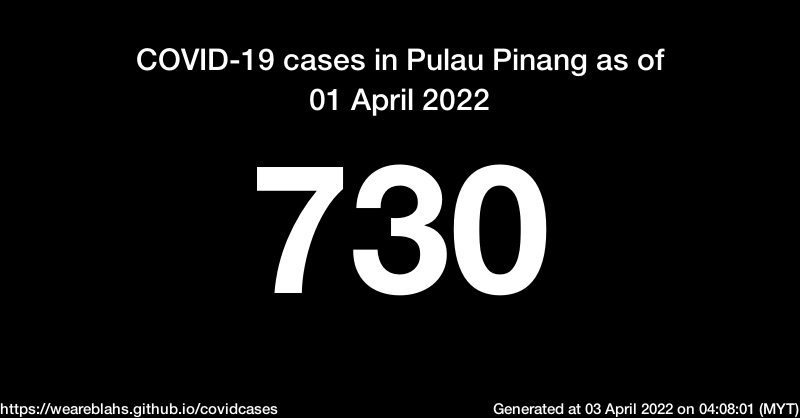 COVID-19 cases in Pulau Pinang as of
01 April 2022
730
https://weareblahs.github.io/covidcases
Generated at 03 April 2022 on 04:08:01 (MYT)